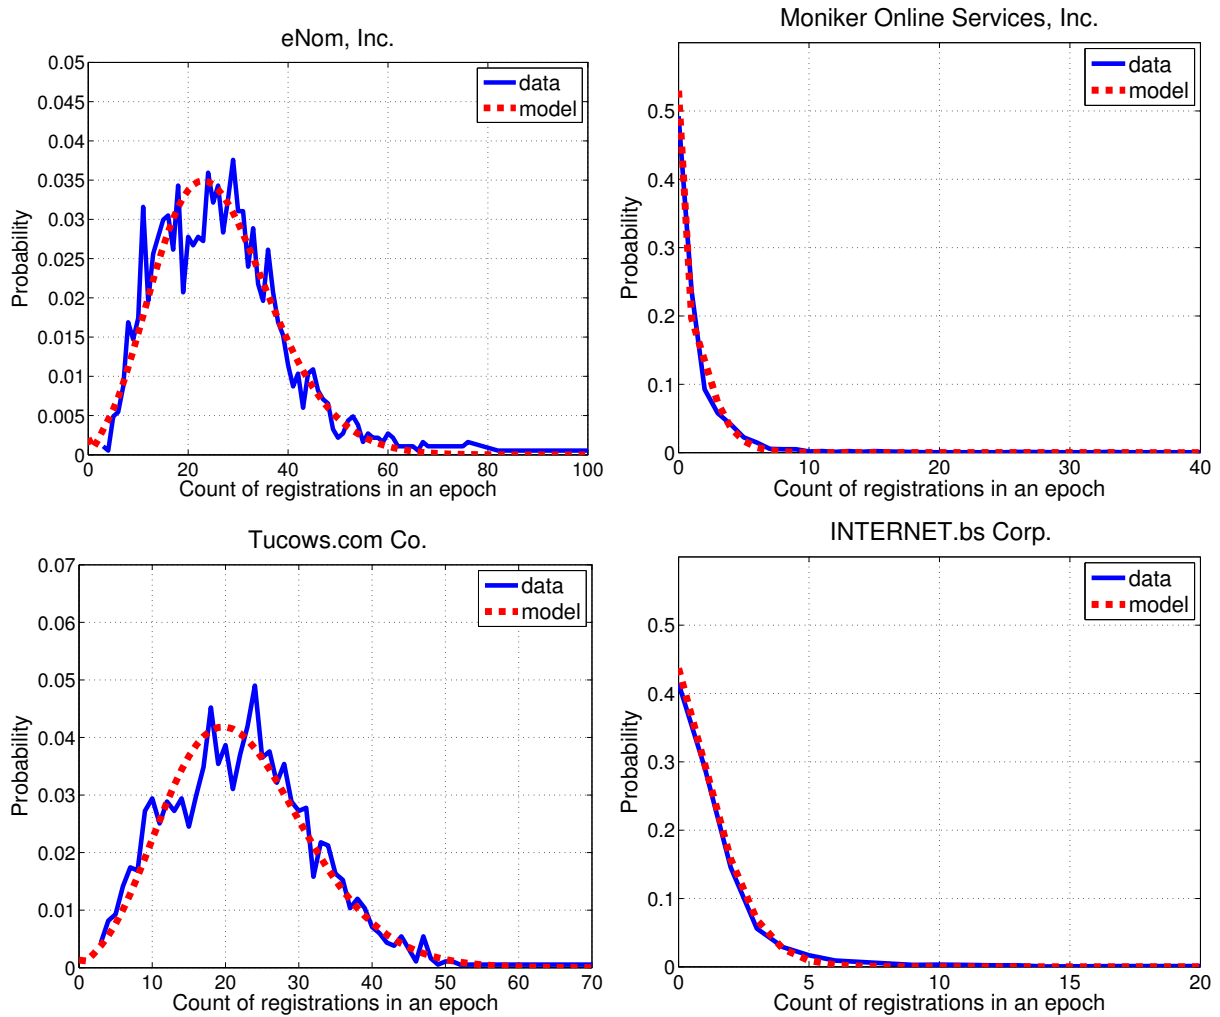 eNom, Inc.
0.05
0.045
0.04
0.035
0.03
0.025
0.02
0.015
0.01
0.005
0
Probability
data
model
0 20 40 60 80 100
Count of registrations in an epoch
Moniker Online Services, Inc.
0.5
0.4
0.3
0.2
0.1
0
Probability
data
model
0 10 20 30 40
Count of registrations in an epoch
Tucows.com Co.
0.07
0.06
0.05
0.04
0.03
0.02
0.01
0
Probability
data
model
0 10 20 30 40 50 60 70
Count of registrations in an epoch
INTERNET.bs Corp.
0.5
0.4
0.3
0.2
0.1
0
Probability
data
model
0 5 10 15 20
Count of registrations in an epoch